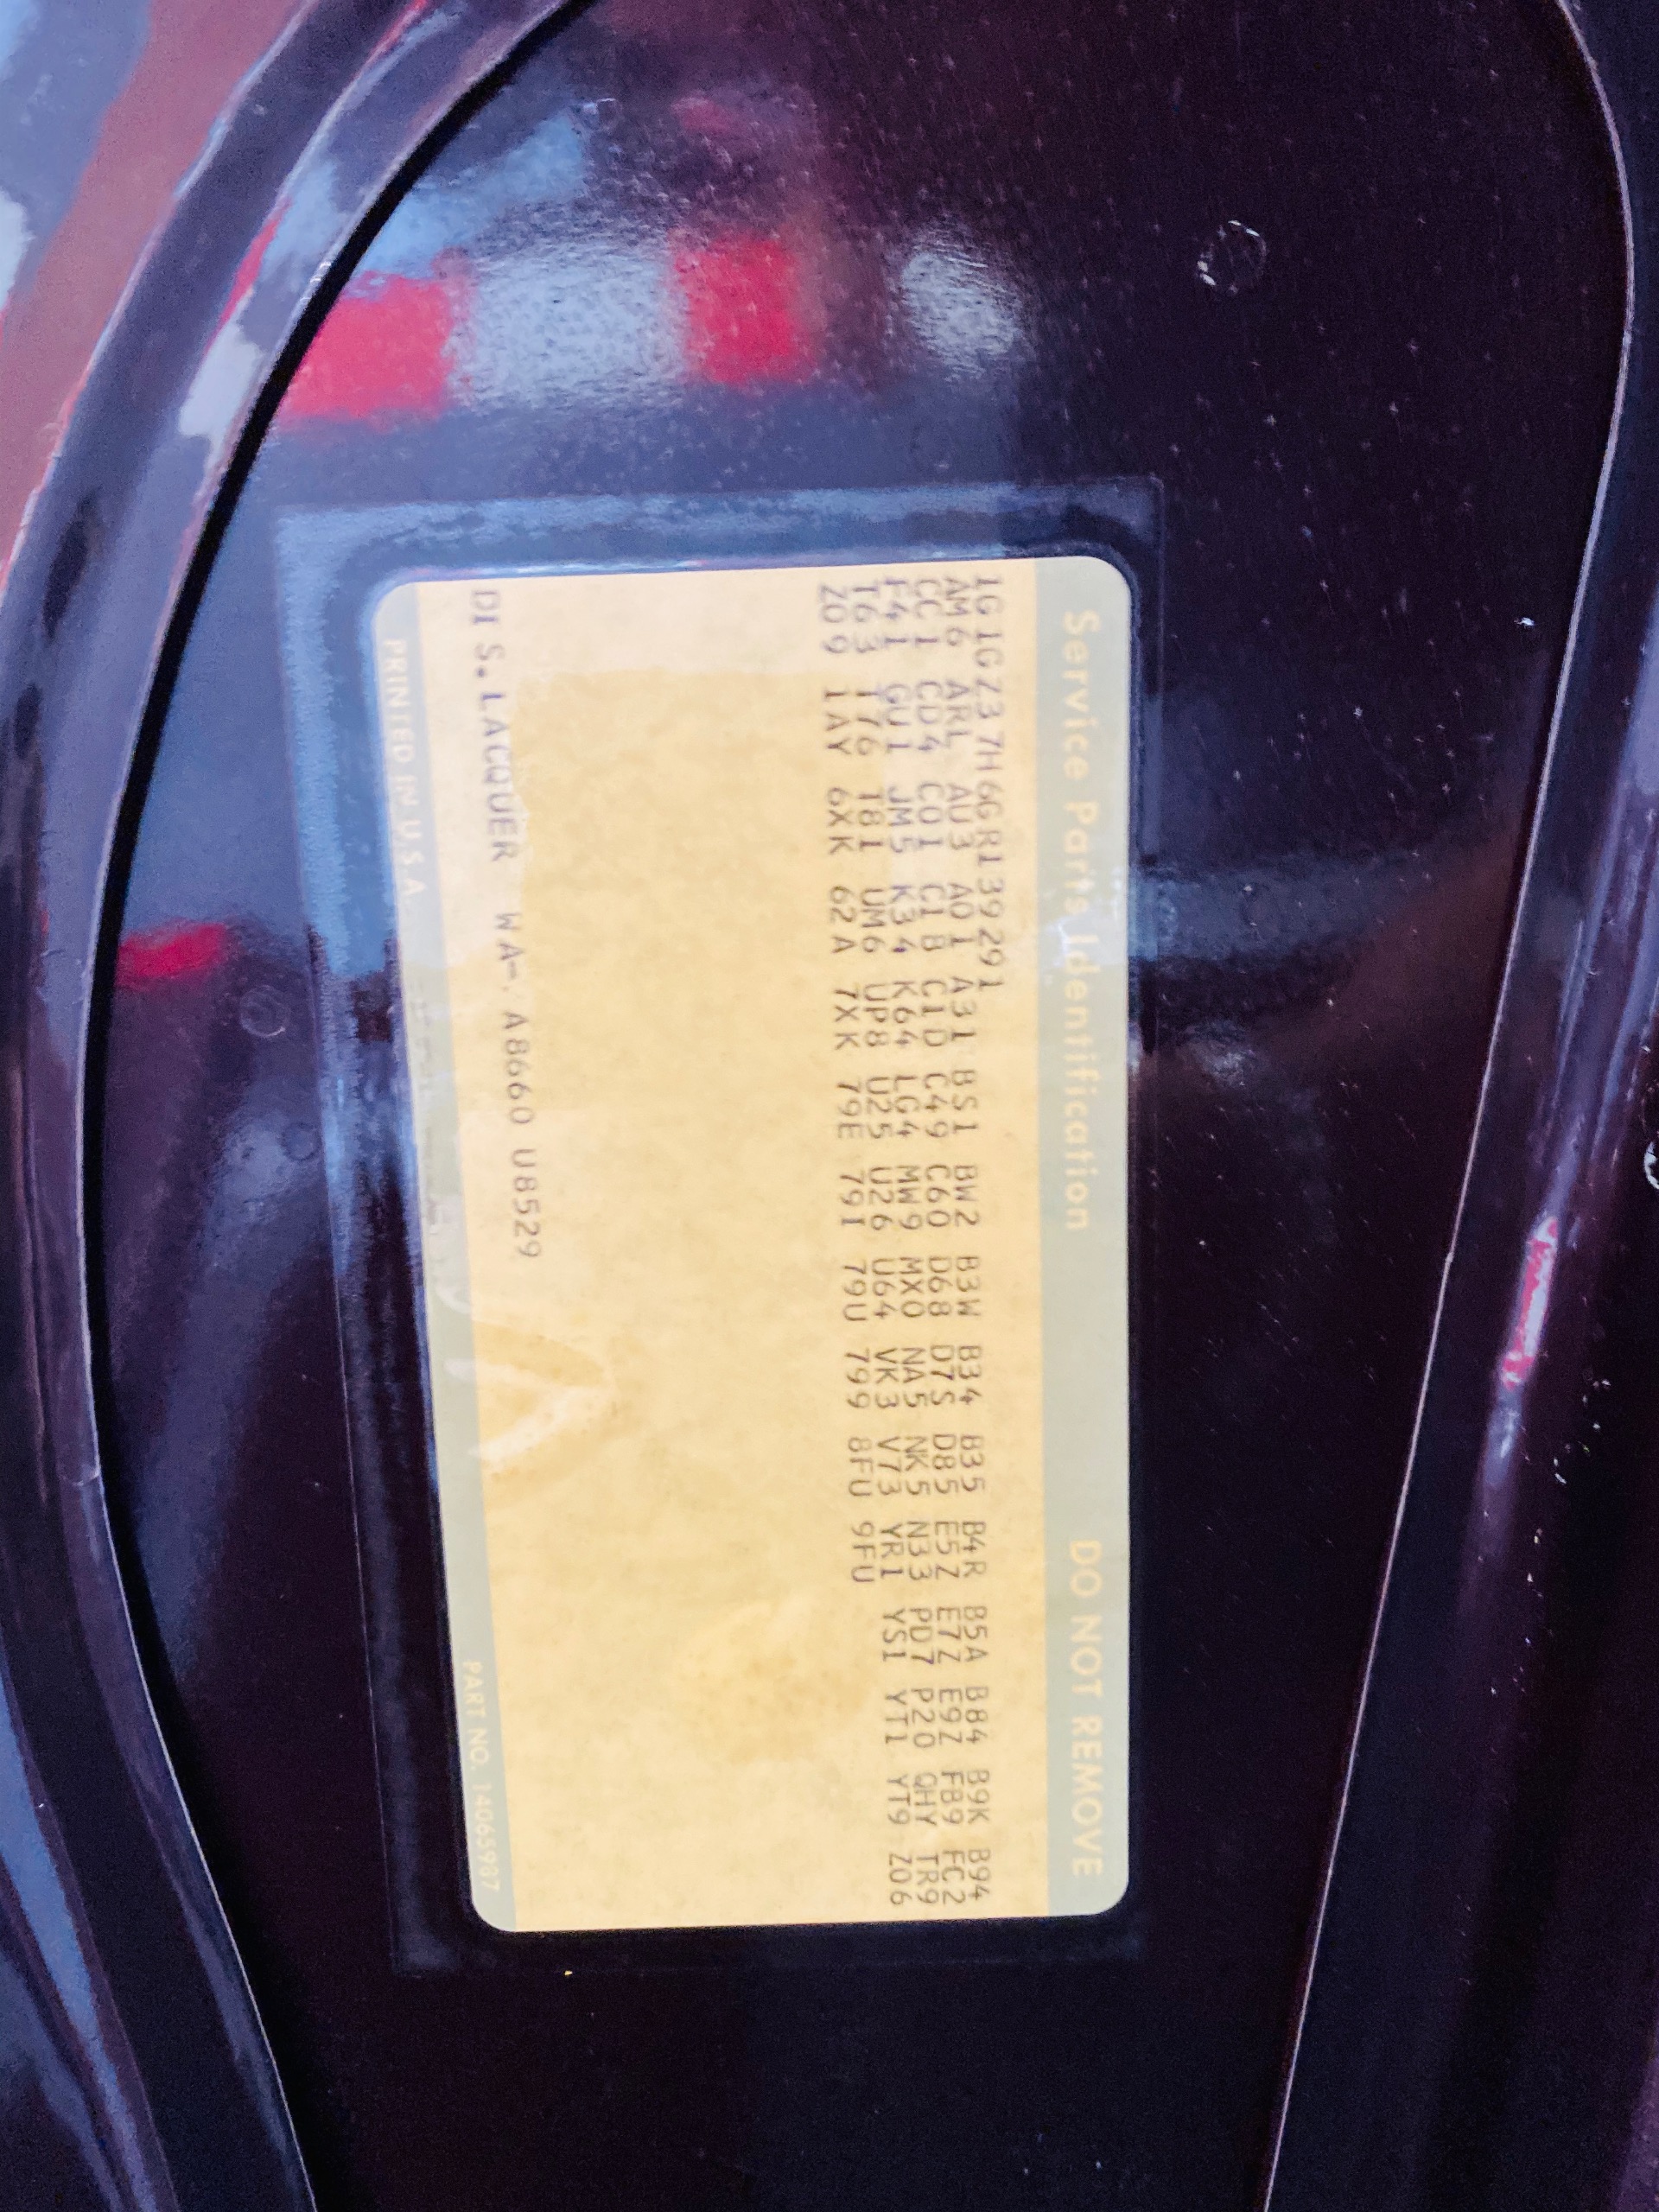 Service Parts Identification DO NOT REMOVE
1G1GZ37H6GR139291
AM6 ARL AU3 A01 A31 BS1 BW2 B3W B34 B35 B4R B5A B84 B9K B94
CC1 CD4 CO1 C1B C1D C49 C60 D68 D7S D85 E5Z E7Z E9Z FB9 FC2
F41 GU1 JM5 K34 K64 LG4 MW9 MX0 NA5 NK5 N33 PD7 P20 QHY TR9
T63 T76 T81 UM6 UP8 U25 U26 U64 VK3 V73 YR1 YS1 YT1 YT9 Z06
Z09 1AY 6XK 62A 7XK 79E 79I 79U 799 8FU 9FU
DI S.LACQUER WA-. A8660 U8529
PRINTED IN U.S.A. PART NO. 14065987